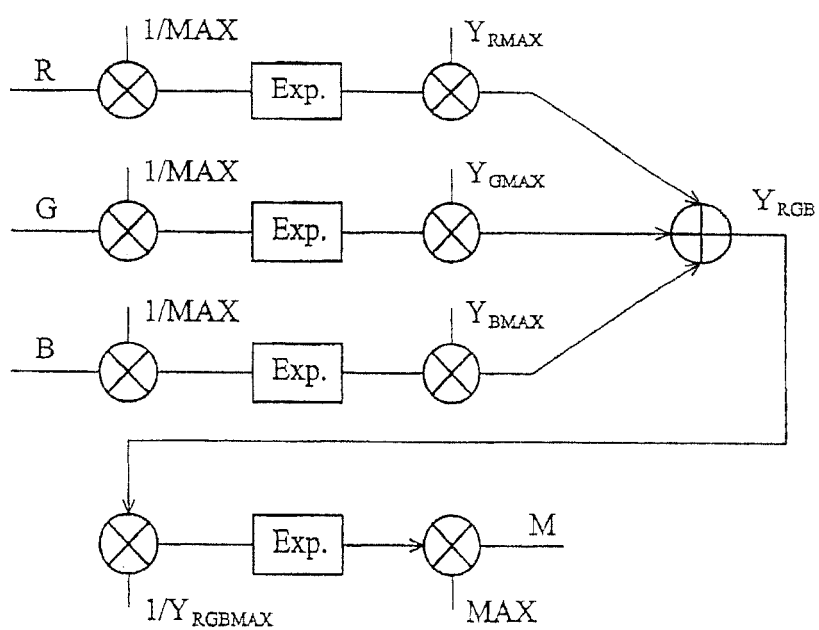 1/MAX
Y_RMAX
R
Exp.
1/MAX
Y_GMAX
Y_RGB
G
Exp.
1/MAX
Y_BMAX
B
Exp.
Exp.
M
1/Y_RGBMAX
MAX